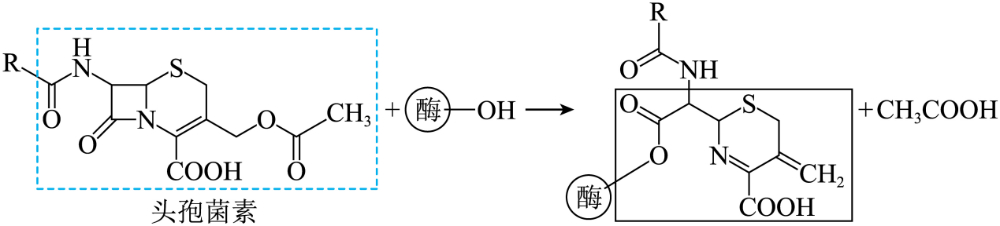 R
H
N
S
O
O
N
O
CH₃
O
COOH
头孢菌素
+
酶
OH
R
O
NH
O
S
O
N
CH₂
酶
COOH
+ CH₃COOH